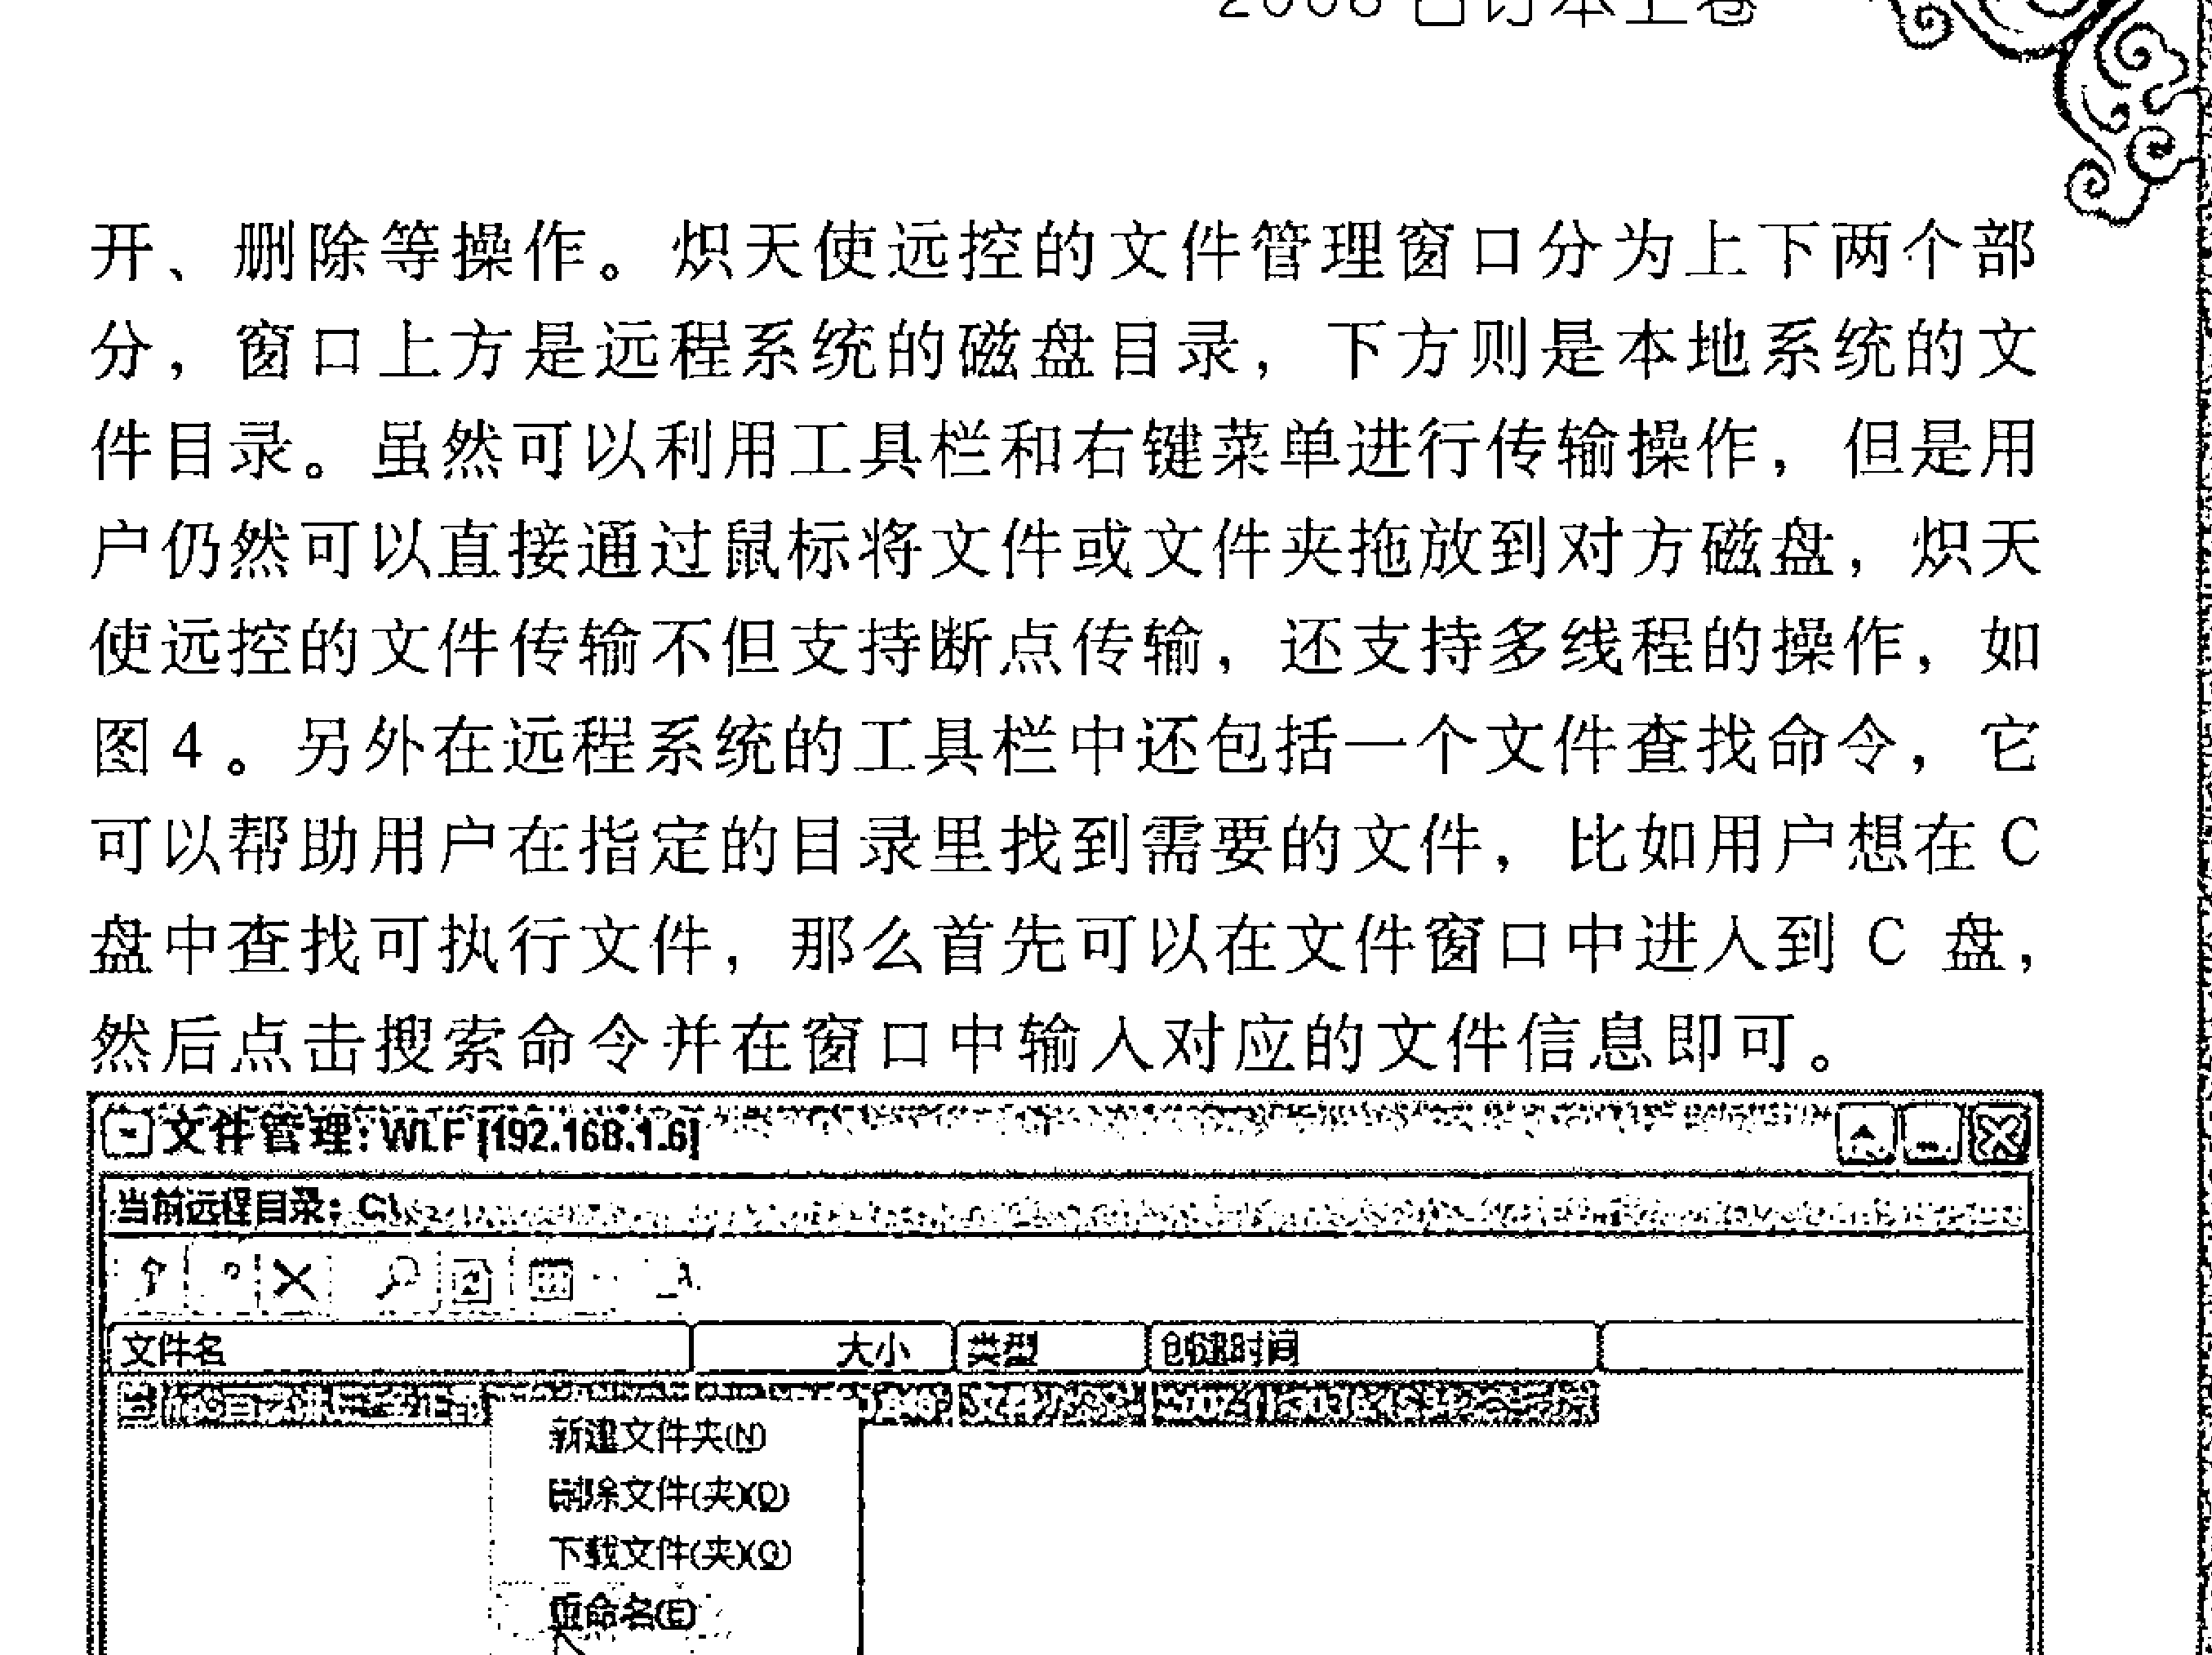 2008合订本上卷
开、删除等操作。炽天使远控的文件管理窗口分为上下两个部
分，窗口上方是远程系统的磁盘目录，下方则是本地系统的文
件目录。虽然可以利用工具栏和右键菜单进行传输操作，但是用
户仍然可以直接通过鼠标将文件或文件夹拖放到对方磁盘，炽天
使远控的文件传输不但支持断点传输，还支持多线程的操作，如
图4。另外在远程系统的工具栏中还包括一个文件查找命令，它
可以帮助用户在指定的目录里找到需要的文件，比如用户想在C
盘中查找可执行文件，那么首先可以在文件窗口中进入到 C 盘，
然后点击搜索命令并在窗口中输入对应的文件信息即可。
文件管理: WLF [192.168.1.6]
当前远程目录: C:\
文件名 大小 类型 创建时间
新建文件夹(N)
删除文件(夹)(D)
下载文件(夹)(G)
重命名(E)